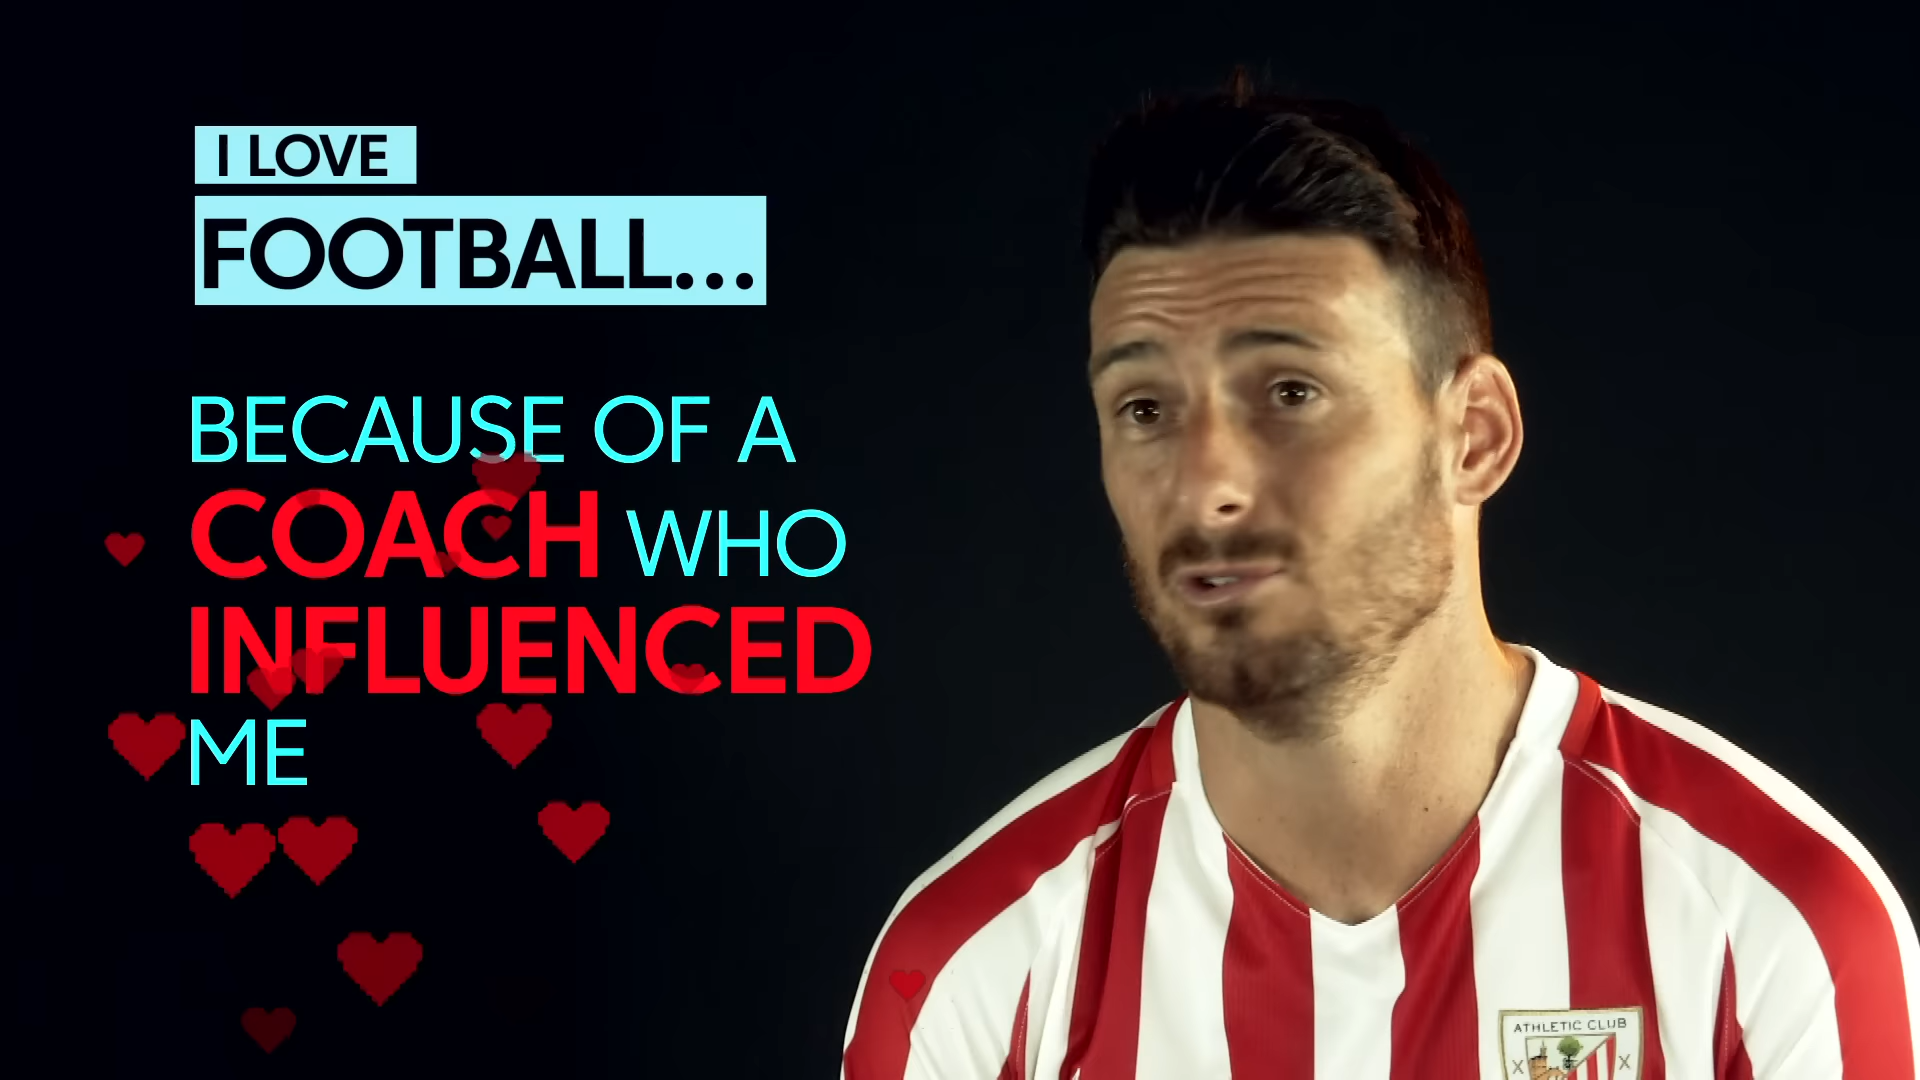 I LOVE
FOOTBALL...
BECAUSE OF A
COACH WHO
INFLUENCED
ME
ATHLETIC CLUB